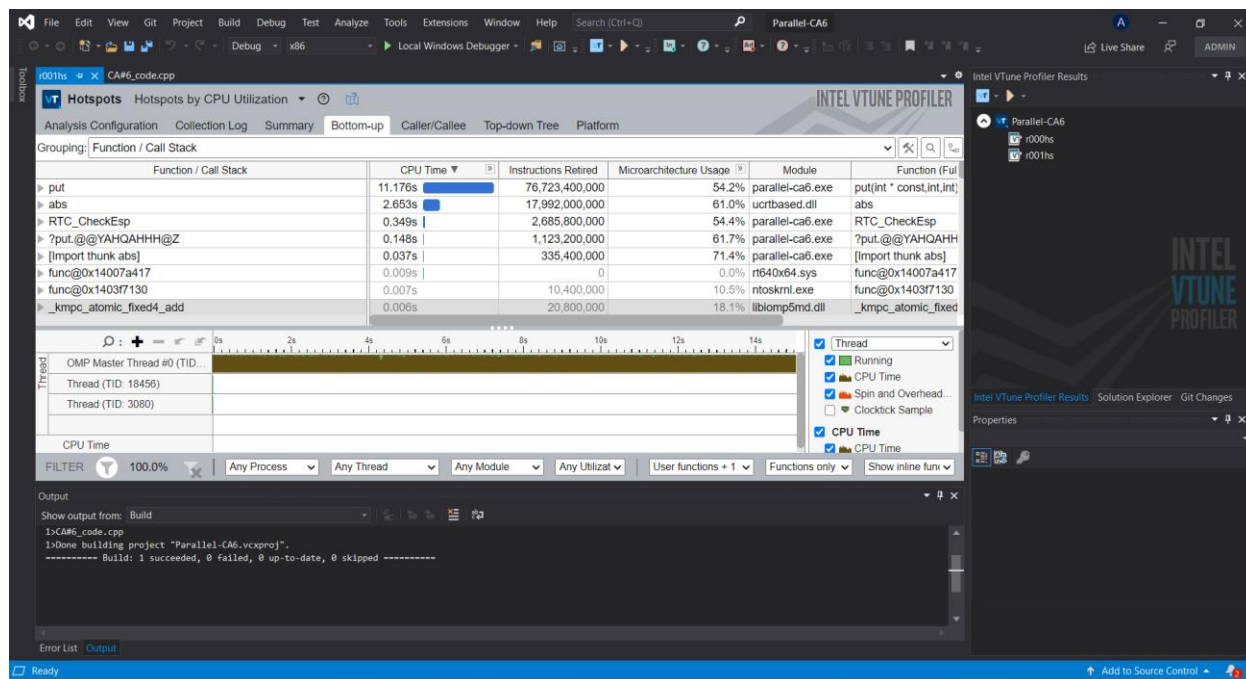 File Edit View Git Project Build Debug Test Analyze Tools Extensions Window Help Search (Ctrl+Q) Parallel-CA6 A
Debug x86 Local Windows Debugger Live Share ADMIN
Toolbox
r001hs CA#6_code.cpp
Hotspots Hotspots by CPU Utilization INTEL VTUNE PROFILER
Analysis Configuration Collection Log Summary Bottom-up Caller/Callee Top-down Tree Platform
Grouping: Function / Call Stack
Function / Call Stack CPU Time ▼ Instructions Retired Microarchitecture Usage Module Function (Ful
put 11.176s 76,723,400,000 54.2% parallel-ca6.exe put(int * const,int,int)
abs 2.653s 17,992,000,000 61.0% ucrtbased.dll abs
RTC_CheckEsp 0.349s 2,685,800,000 54.4% parallel-ca6.exe RTC_CheckEsp
?put.@@YAHQAHHH@Z 0.148s 1,123,200,000 61.7% parallel-ca6.exe ?put.@@YAHQAHH
[Import thunk abs] 0.037s 335,400,000 71.4% parallel-ca6.exe [Import thunk abs]
func@0x14007a417 0.009s 0 0.0% rt640x64.sys func@0x14007a417
func@0x1403f7130 0.007s 10,400,000 10.5% ntoskrnl.exe func@0x1403f7130
_kmpc_atomic_fixed4_add 0.006s 20,800,000 18.1% libiomp5md.dll _kmpc_atomic_fixed
0s 2s 4s 6s 8s 10s 12s 14s
Thread
OMP Master Thread #0 (TID...
Thread (TID: 18456)
Thread (TID: 3080)
CPU Time
Thread
Running
CPU Time
Spin and Overhead...
Clocktick Sample
CPU Time
CPU Time
FILTER 100.0% Any Process Any Thread Any Module Any Utilizat User functions + 1 Functions only Show inline func
Output
Show output from: Build
1>CA#6_code.cpp
1>Done building project "Parallel-CA6.vcxproj".
========== Build: 1 succeeded, 0 failed, 0 up-to-date, 0 skipped ==========
Error List Output
Intel VTune Profiler Results
Parallel-CA6
r000hs
r001hs
INTEL
VTUNE
PROFILER
Intel VTune Profiler Results Solution Explorer Git Changes
Properties
Ready Add to Source Control 2